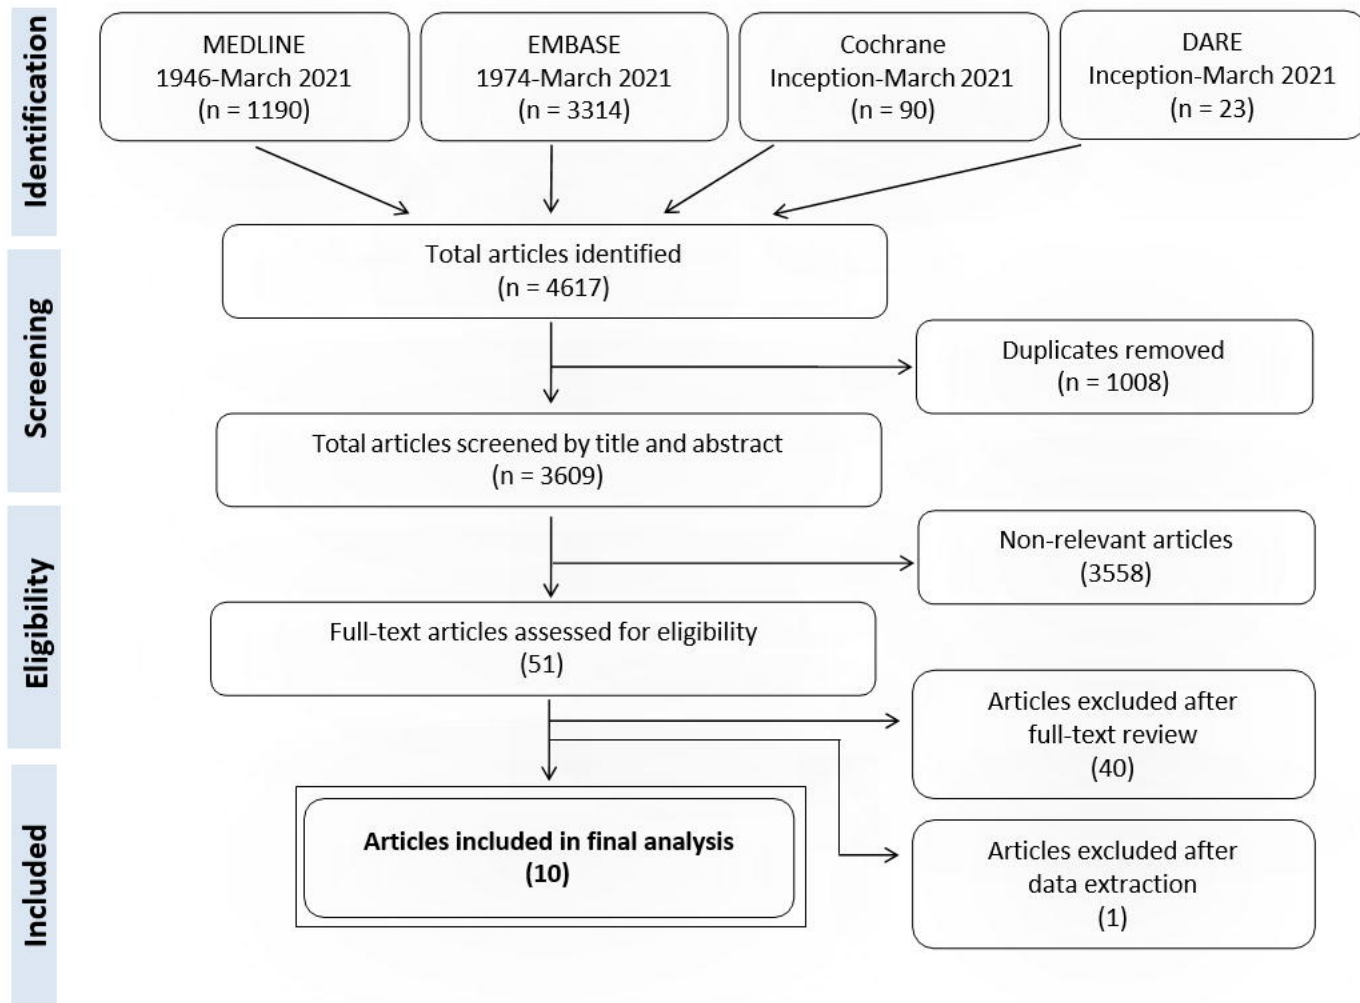 Identification
MEDLINE
1946-March 2021
(n = 1190)
EMBASE
1974-March 2021
(n = 3314)
Cochrane
Inception-March 2021
(n = 90)
DARE
Inception-March 2021
(n = 23)
Total articles identified
(n = 4617)
Screening
Duplicates removed
(n = 1008)
Total articles screened by title and abstract
(n = 3609)
Eligibility
Non-relevant articles
(3558)
Full-text articles assessed for eligibility
(51)
Articles excluded after
full-text review
(40)
Included
Articles included in final analysis
(10)
Articles excluded after
data extraction
(1)